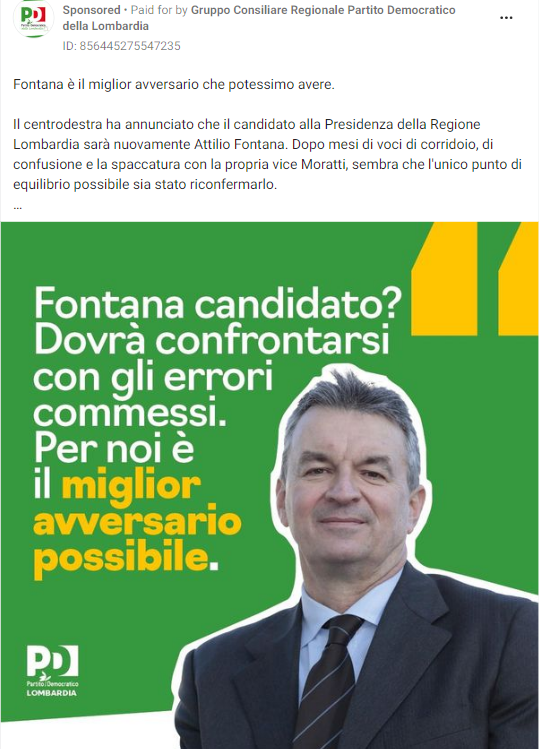 Sponsored • Paid for by Gruppo Consiliare Regionale Partito Democratico
della Lombardia
ID: 856445275547235
Fontana è il miglior avversario che potessimo avere.
Il centrodestra ha annunciato che il candidato alla Presidenza della Regione
Lombardia sarà nuovamente Attilio Fontana. Dopo mesi di voci di corridoio, di
confusione e la spaccatura con la propria vice Moratti, sembra che l'unico punto di
equilibrio possibile sia stato riconfermarlo.
...
Fontana candidato?
Dovrà confrontarsi
con gli errori
commessi.
Per noi è
il miglior
avversario
possibile.
PD
Partito Democratico
LOMBARDIA